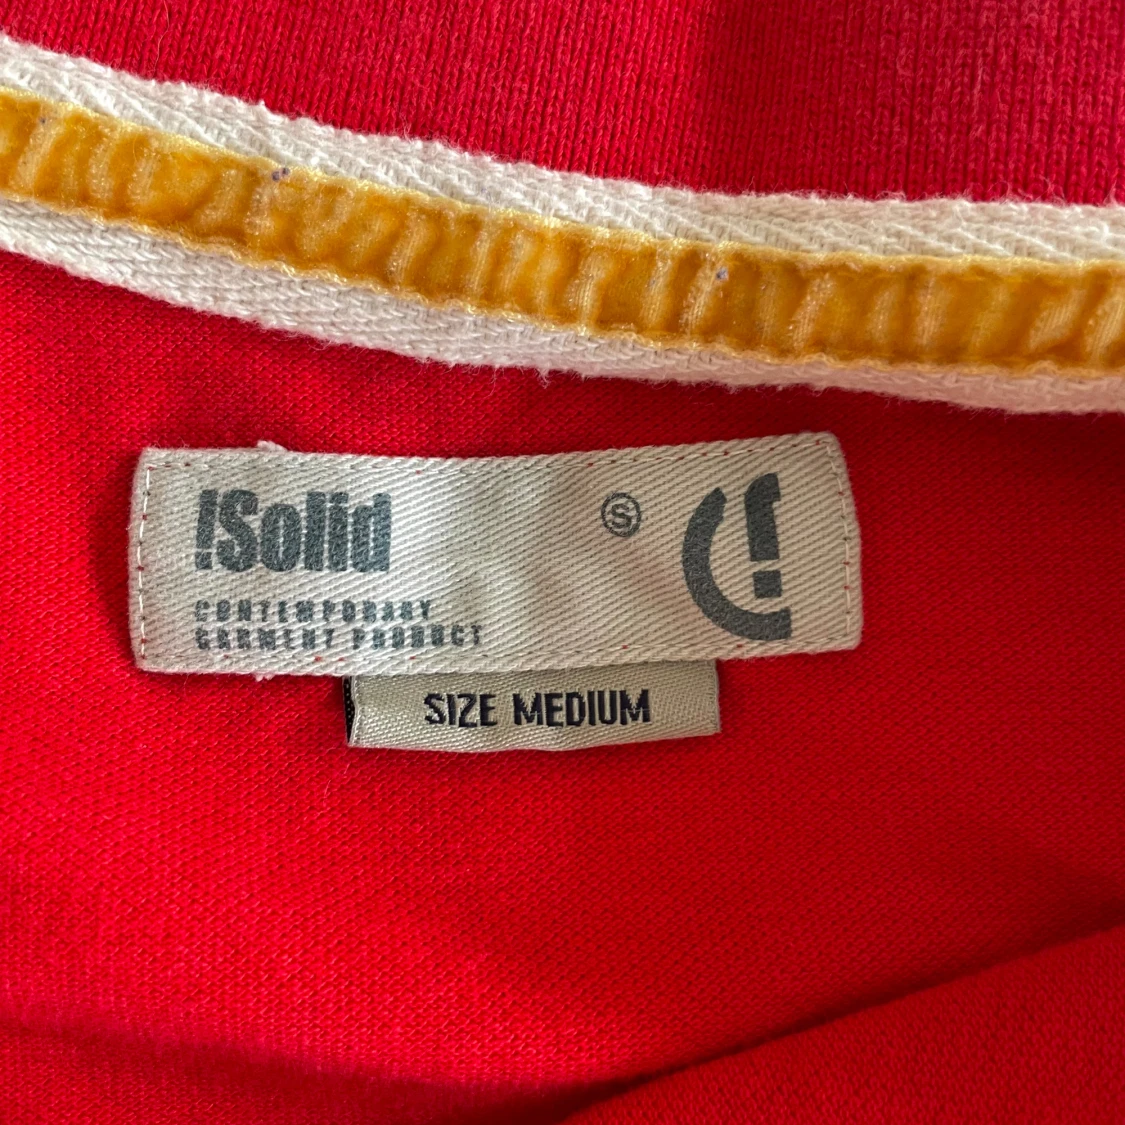 !Solid
Ⓢ
CONTEMPORARY
GARMENT PRODUCT
SIZE MEDIUM